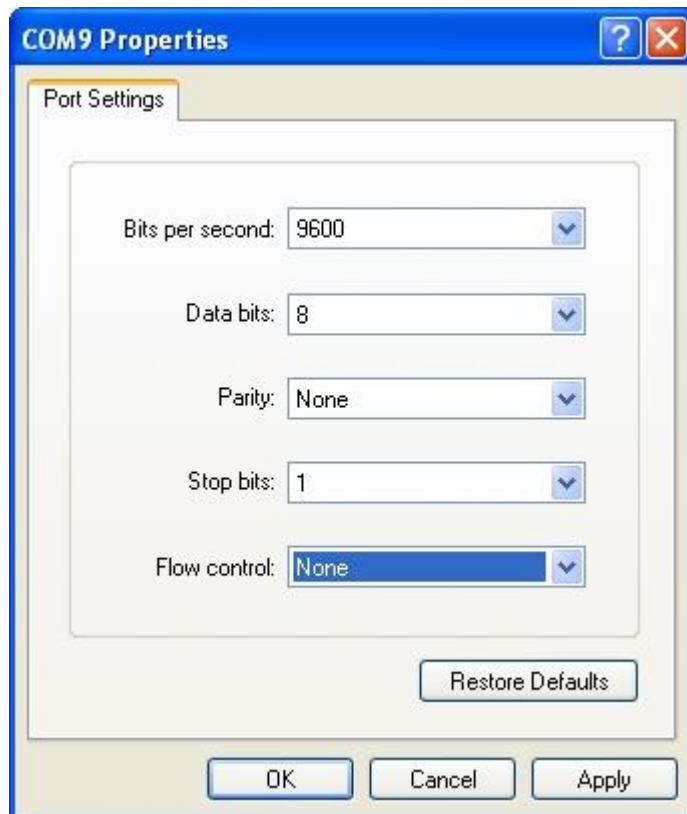 COM9 Properties
Port Settings
Bits per second: 9600
Data bits: 8
Parity: None
Stop bits: 1
Flow control: None
Restore Defaults
OK Cancel Apply